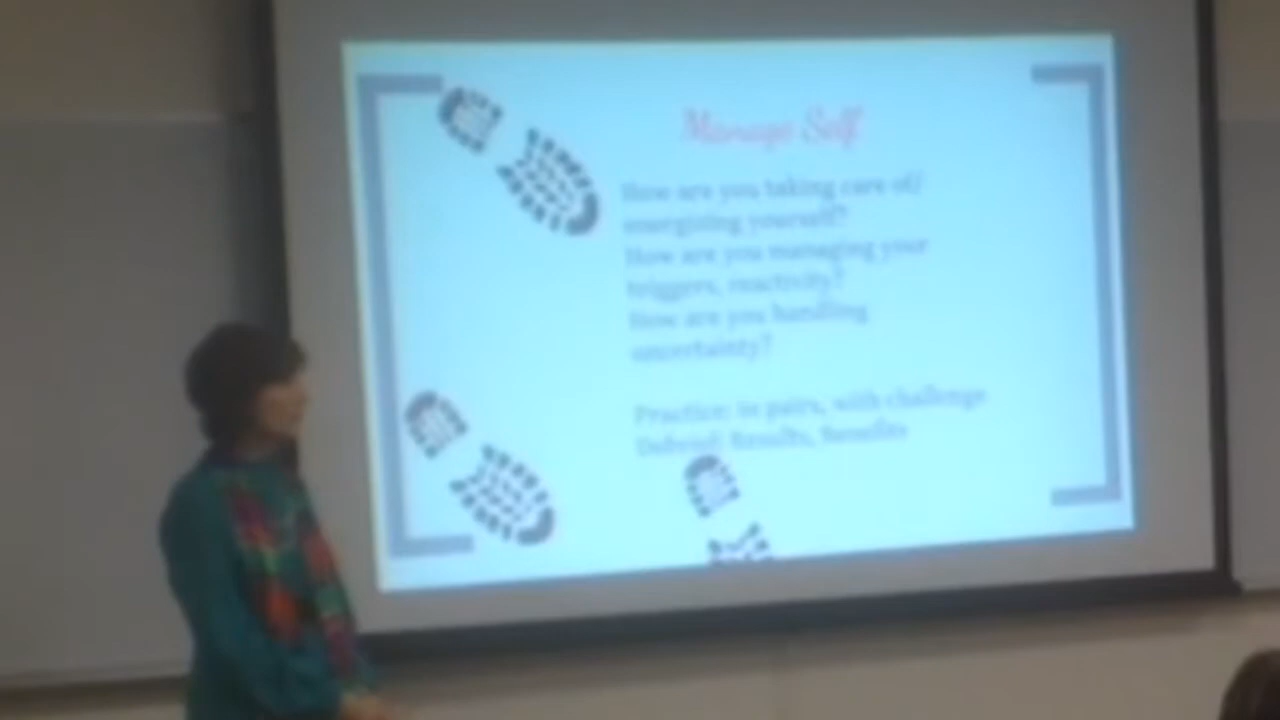 Manage Self
How are you taking care of/
energizing yourself?
How are you managing your
triggers, reactivity?
How are you handling
uncertainty?
Practice: in pairs, with challenge
Debrief: Results, Benefits